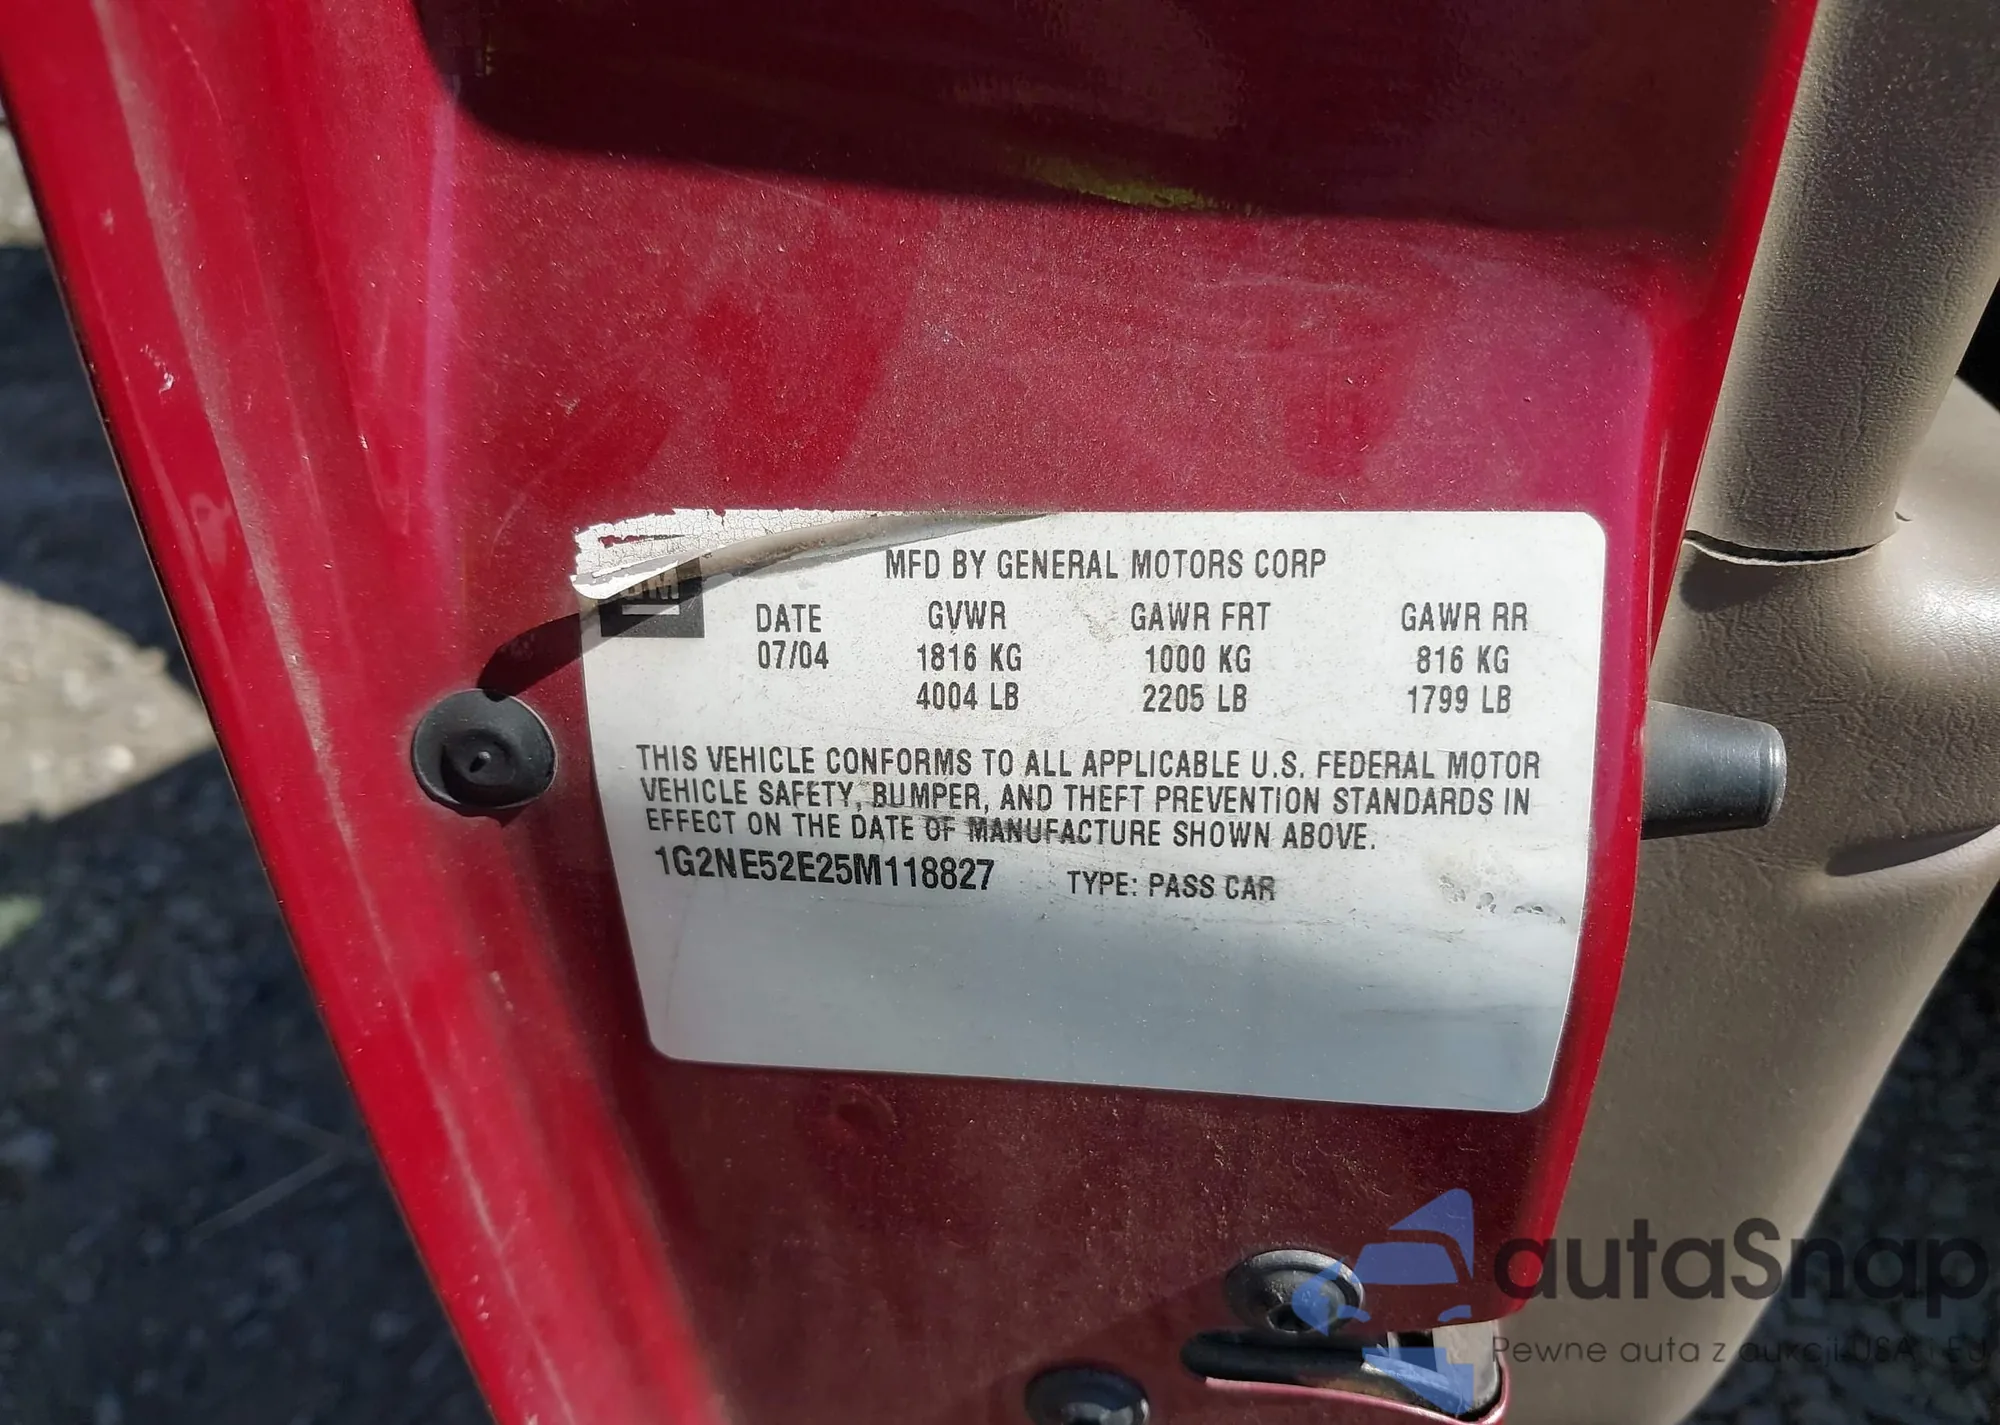 MFD BY GENERAL MOTORS CORP
GM
DATE GVWR GAWR FRT GAWR RR
07/04 1816 KG 1000 KG 816 KG
4004 LB 2205 LB 1799 LB
THIS VEHICLE CONFORMS TO ALL APPLICABLE U.S. FEDERAL MOTOR
VEHICLE SAFETY, BUMPER, AND THEFT PREVENTION STANDARDS IN
EFFECT ON THE DATE OF MANUFACTURE SHOWN ABOVE.
1G2NE52E25M118827 TYPE: PASS CAR
autaSnap
Pewne auta z aukcji USA i EU